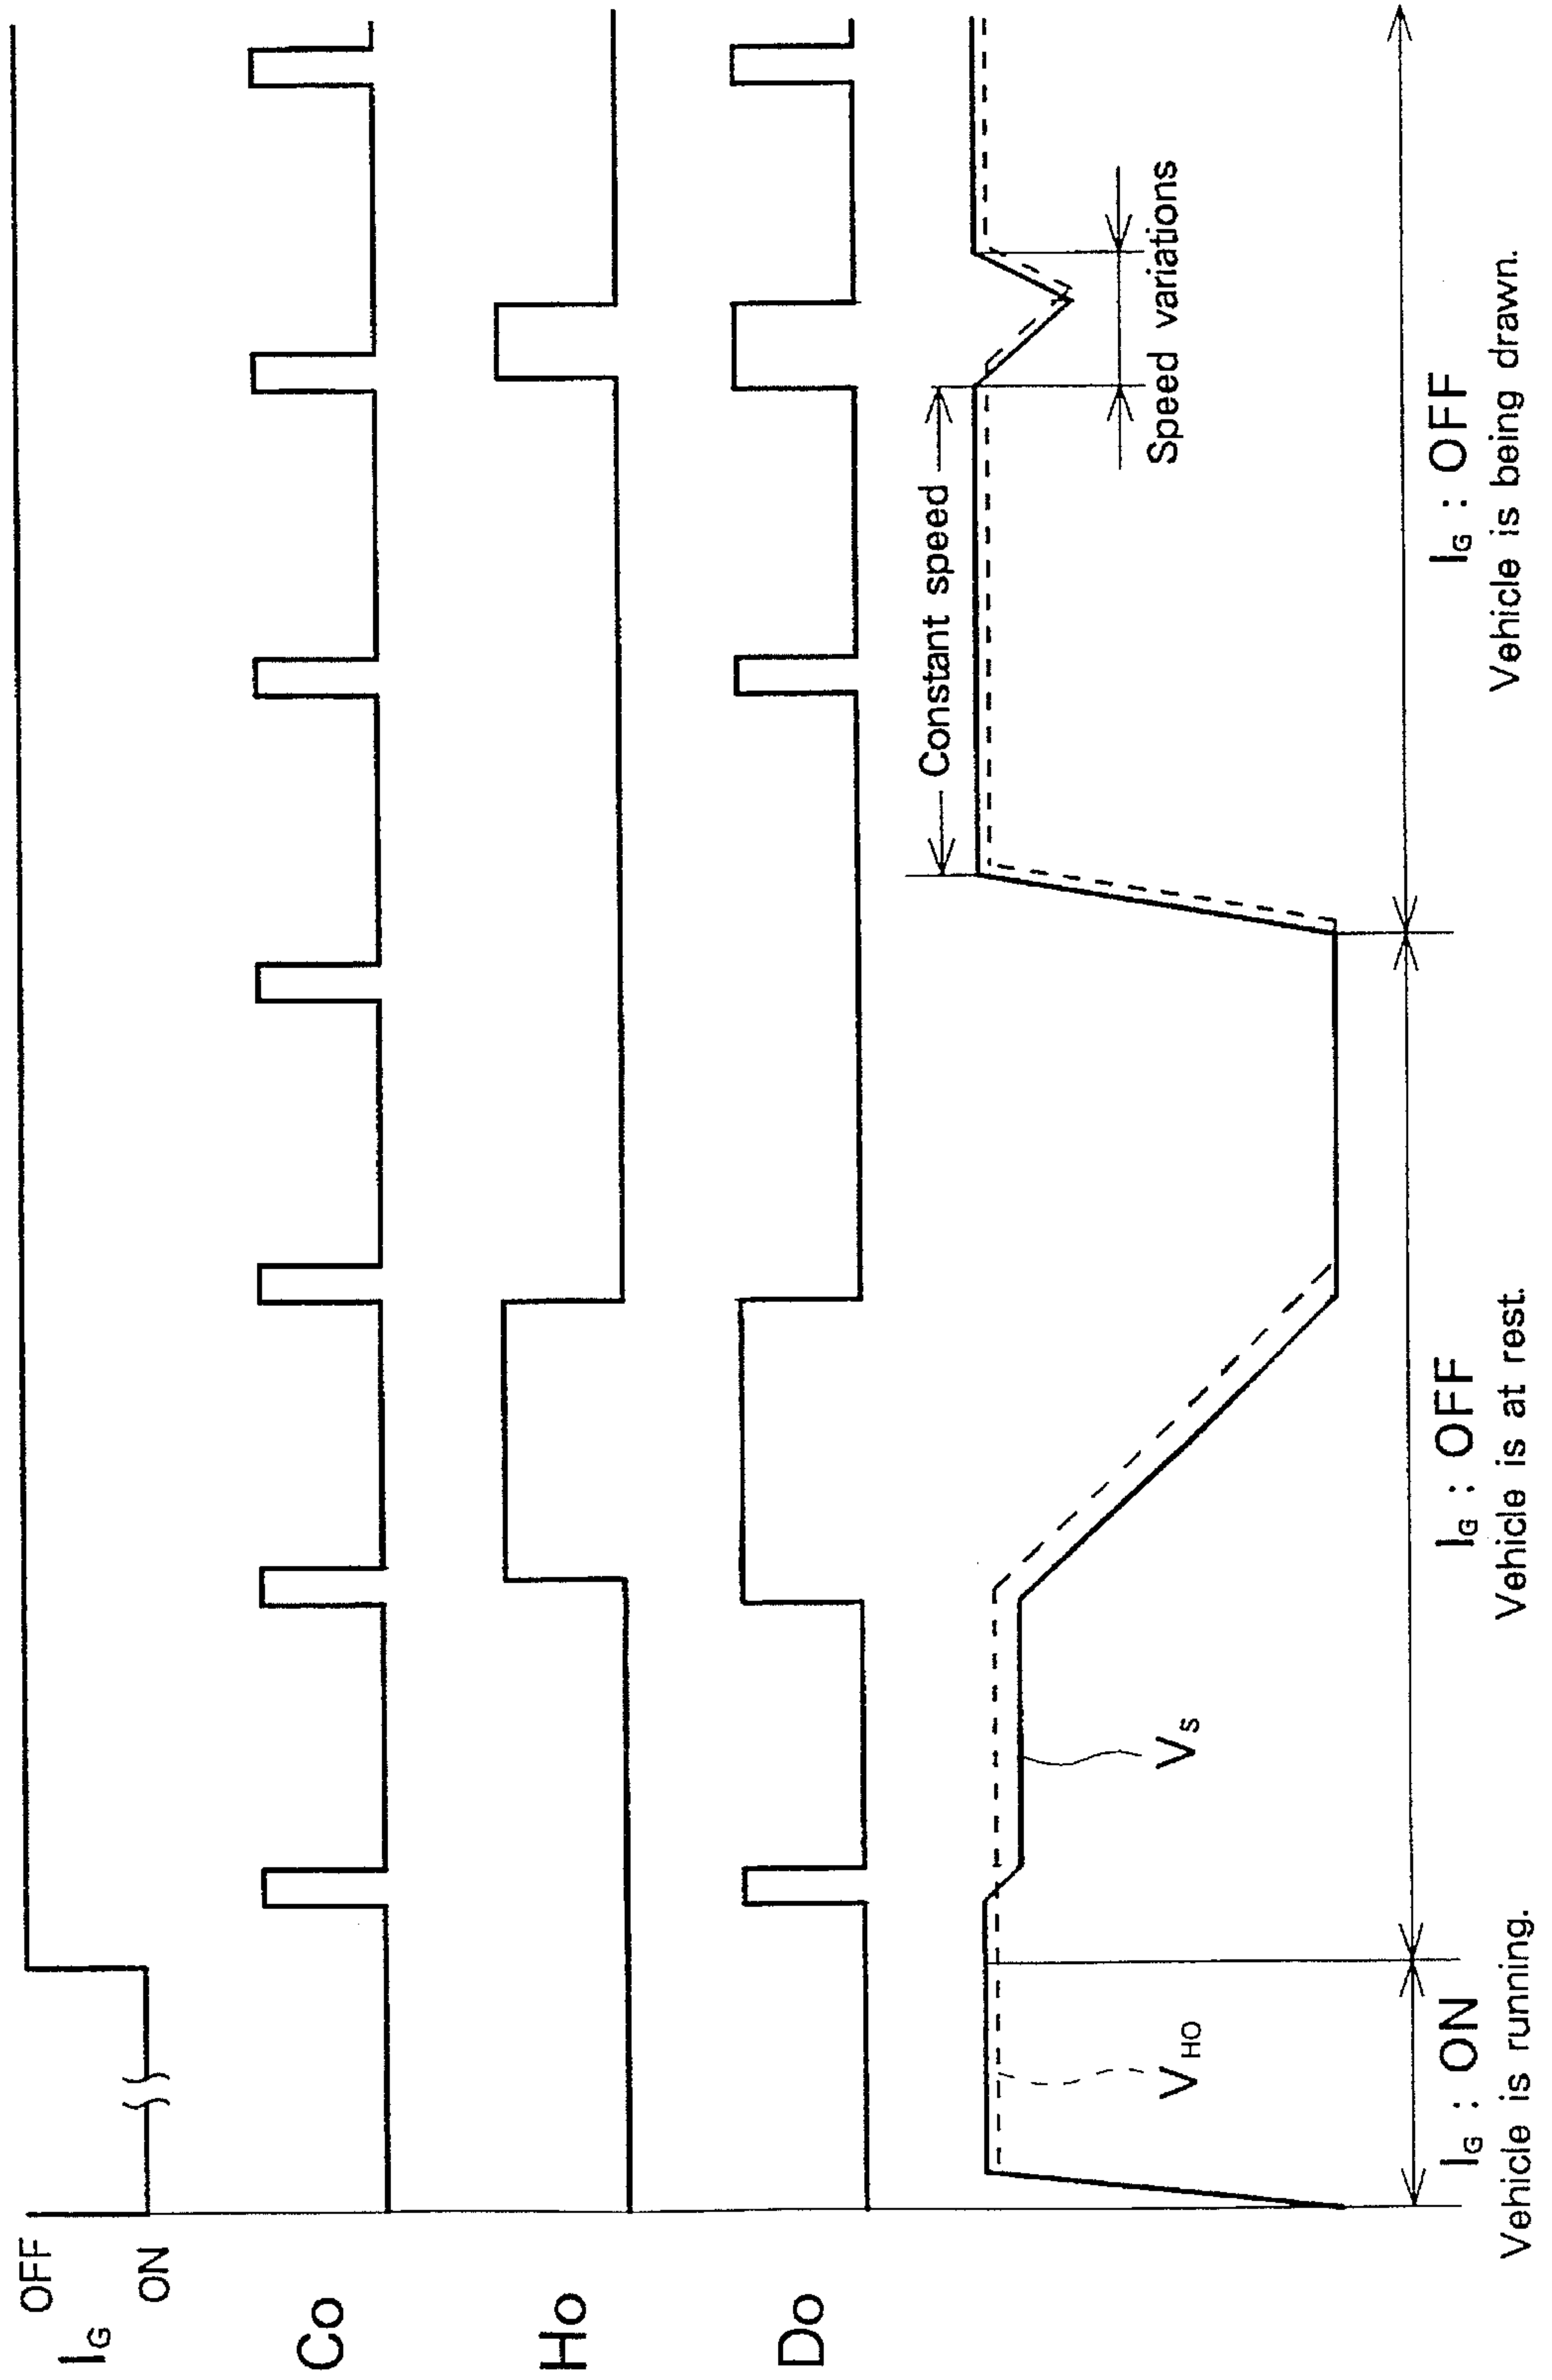 OFF
I_G
ON
Co
Ho
Do
Constant speed
Speed variations
V_HO
V_S
I_G : ON
Vehicle is running.
I_G : OFF
Vehicle is at rest.
I_G : OFF
Vehicle is being drawn.